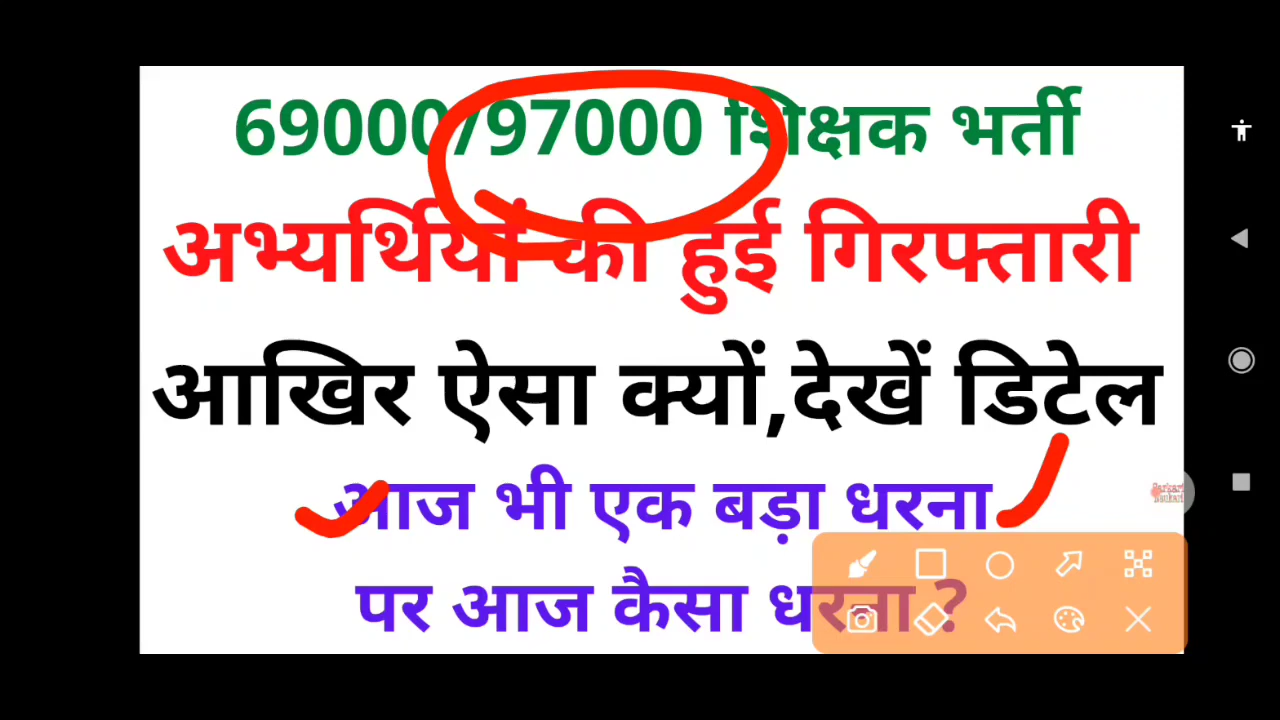 69000/97000 शिक्षक भर्ती
अभ्यर्थियों की हुई गिरफ्तारी
आखिर ऐसा क्यों,देखें डिटेल
आज भी एक बड़ा धरना
पर आज कैसा धरना ?